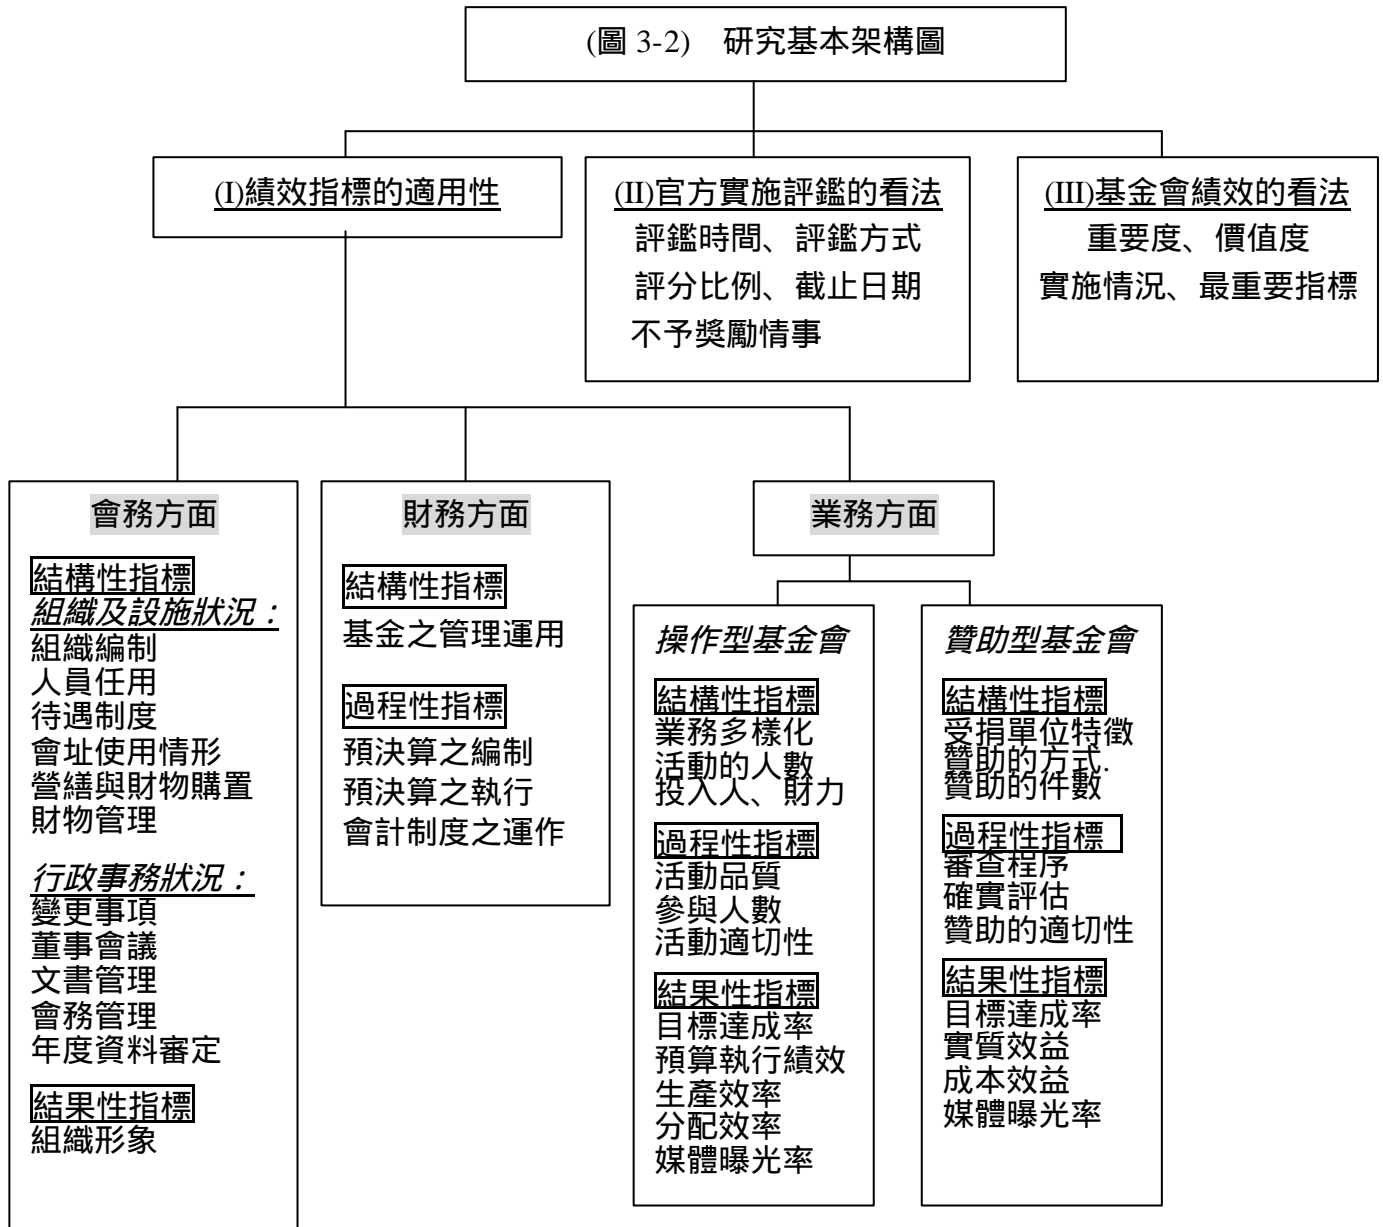 (圖 3-2) 研究基本架構圖
(I)績效指標的適用性
(II)官方實施評鑑的看法
評鑑時間、評鑑方式
評分比例、截止日期
不予獎勵情事
(III)基金會績效的看法
重要度、價值度
實施情況、最重要指標
會務方面
結構性指標
組織及設施狀況：
組織編制
人員任用
待遇制度
會址使用情形
營繕與財物購置
財物管理
行政事務狀況：
變更事項
董事會議
文書管理
會務管理
年度資料審定
結果性指標
組織形象
財務方面
結構性指標
基金之管理運用
過程性指標
預決算之編制
預決算之執行
會計制度之運作
業務方面
操作型基金會
結構性指標
業務多樣化
活動的人數
投入人、財力
過程性指標
活動品質
參與人數
活動適切性
結果性指標
目標達成率
預算執行績效
生產效率
分配效率
媒體曝光率
贊助型基金會
結構性指標
受捐單位特徵
贊助的方式.
贊助的件數
過程性指標
審查程序
確實評估
贊助的適切性
結果性指標
目標達成率
實質效益
成本效益
媒體曝光率